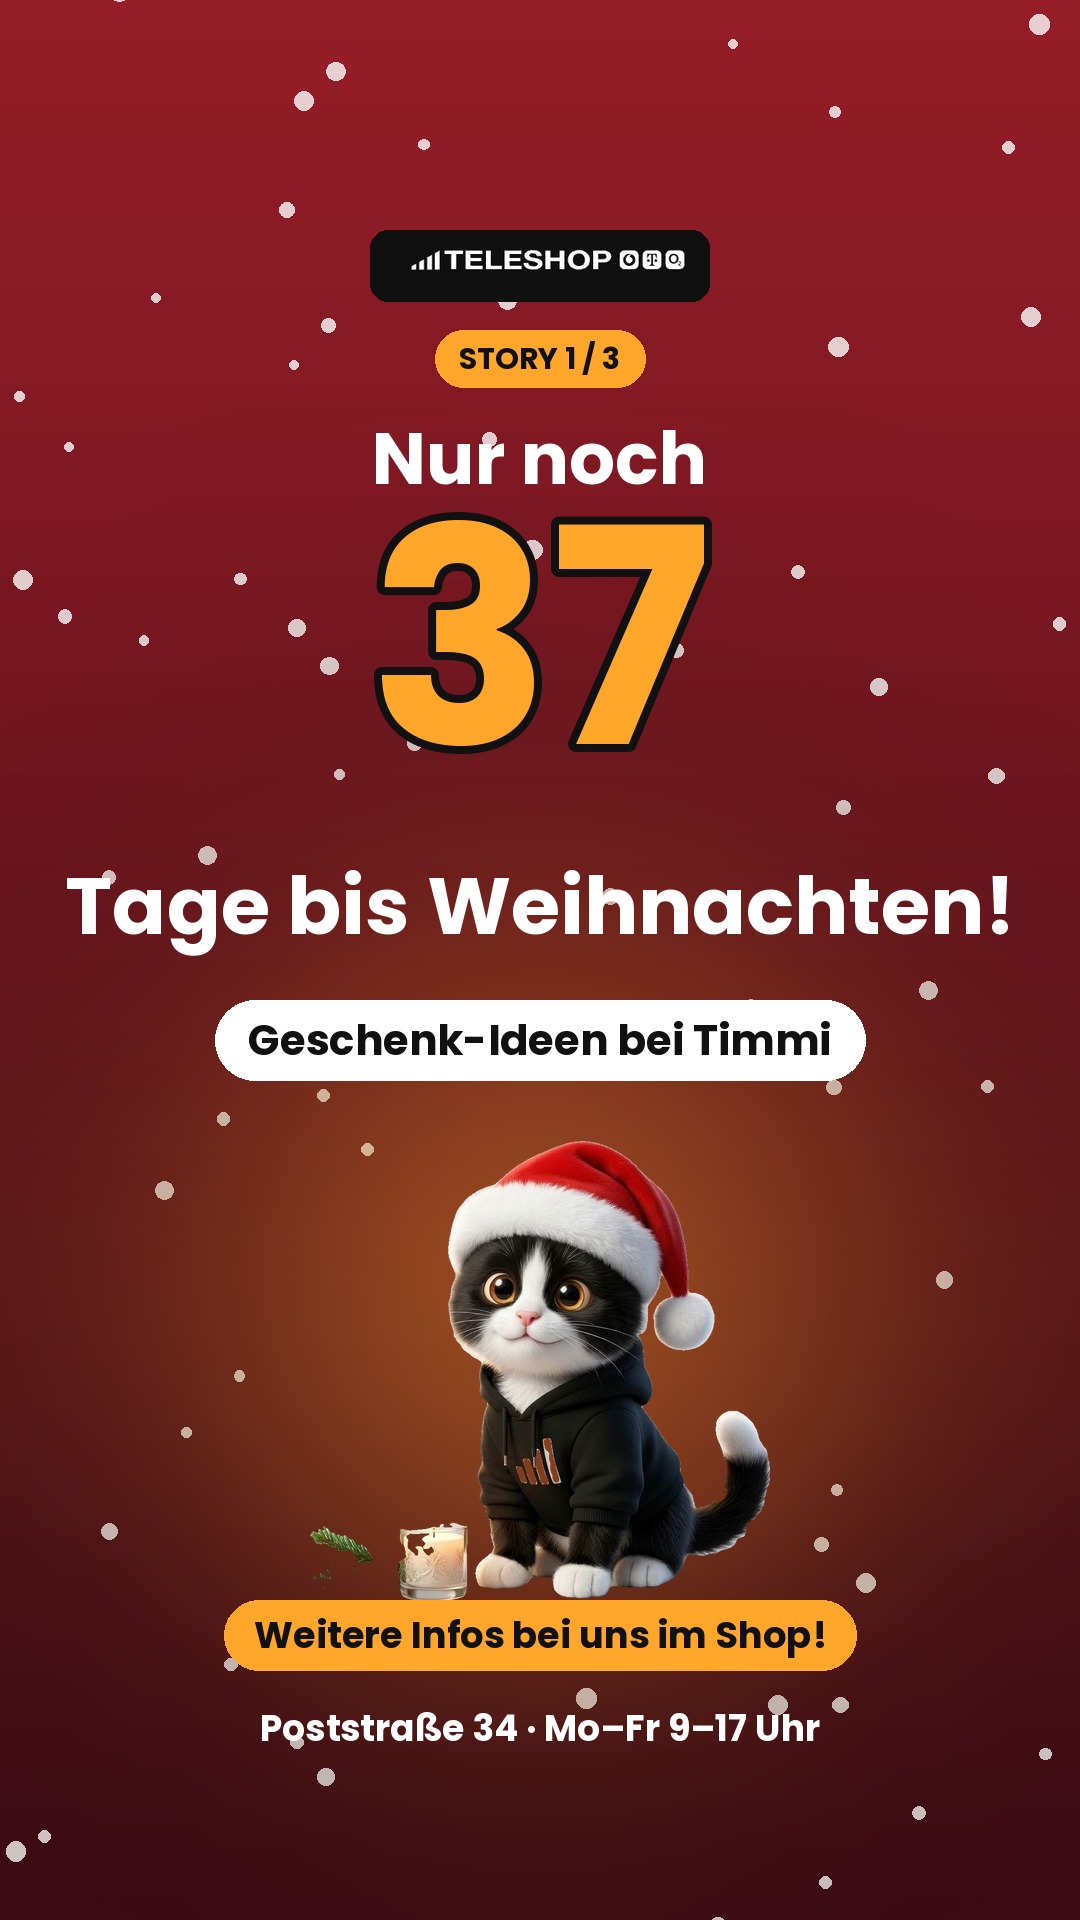 TELESHOP
STORY 1 / 3
Nur noch
37
Tage bis Weihnachten!
Geschenk-Ideen bei Timmi
Weitere Infos bei uns im Shop!
Poststraße 34 · Mo–Fr 9–17 Uhr